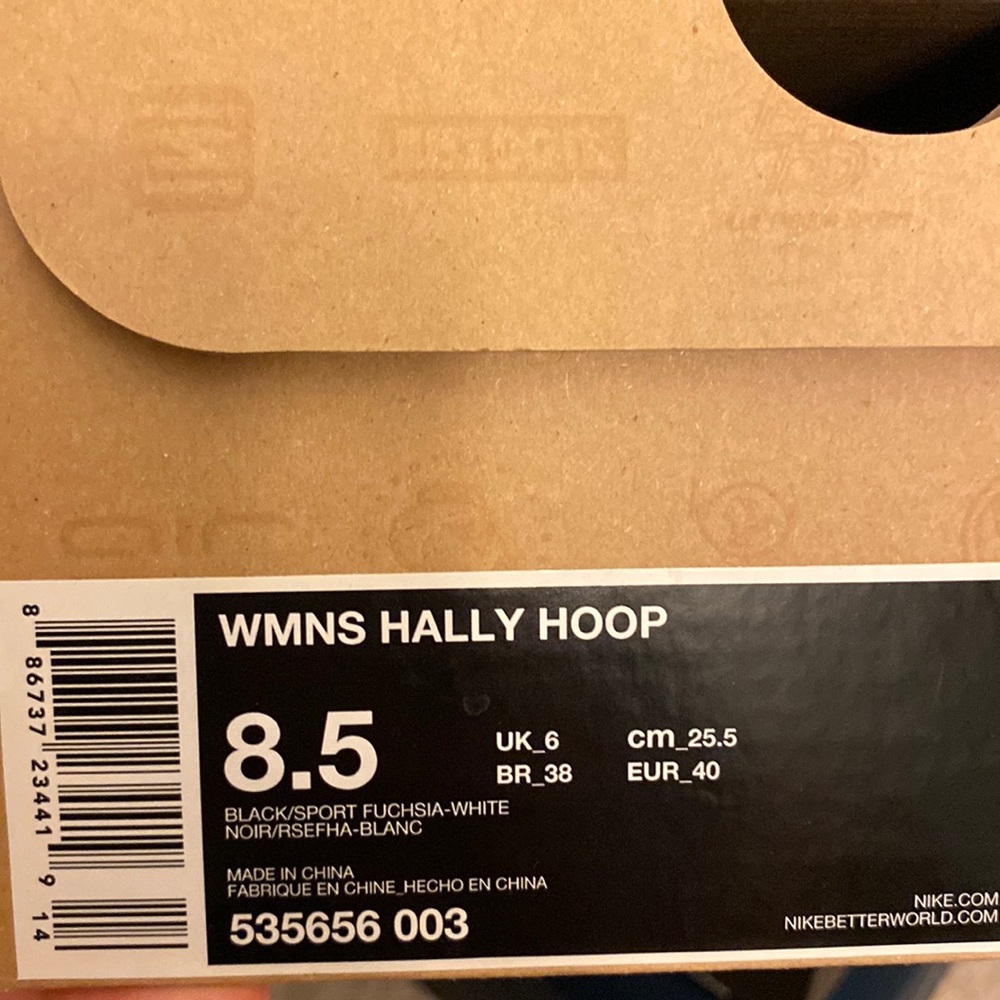 WMNS HALLY HOOP
8.5
UK_6 cm_25.5
BR_38 EUR_40
BLACK/SPORT FUCHSIA-WHITE
NOIR/RSEFHA-BLANC
MADE IN CHINA
FABRIQUE EN CHINE_HECHO EN CHINA
535656 003
NIKE.COM
NIKEBETTERWORLD.COM
8 86737 23441 9 14